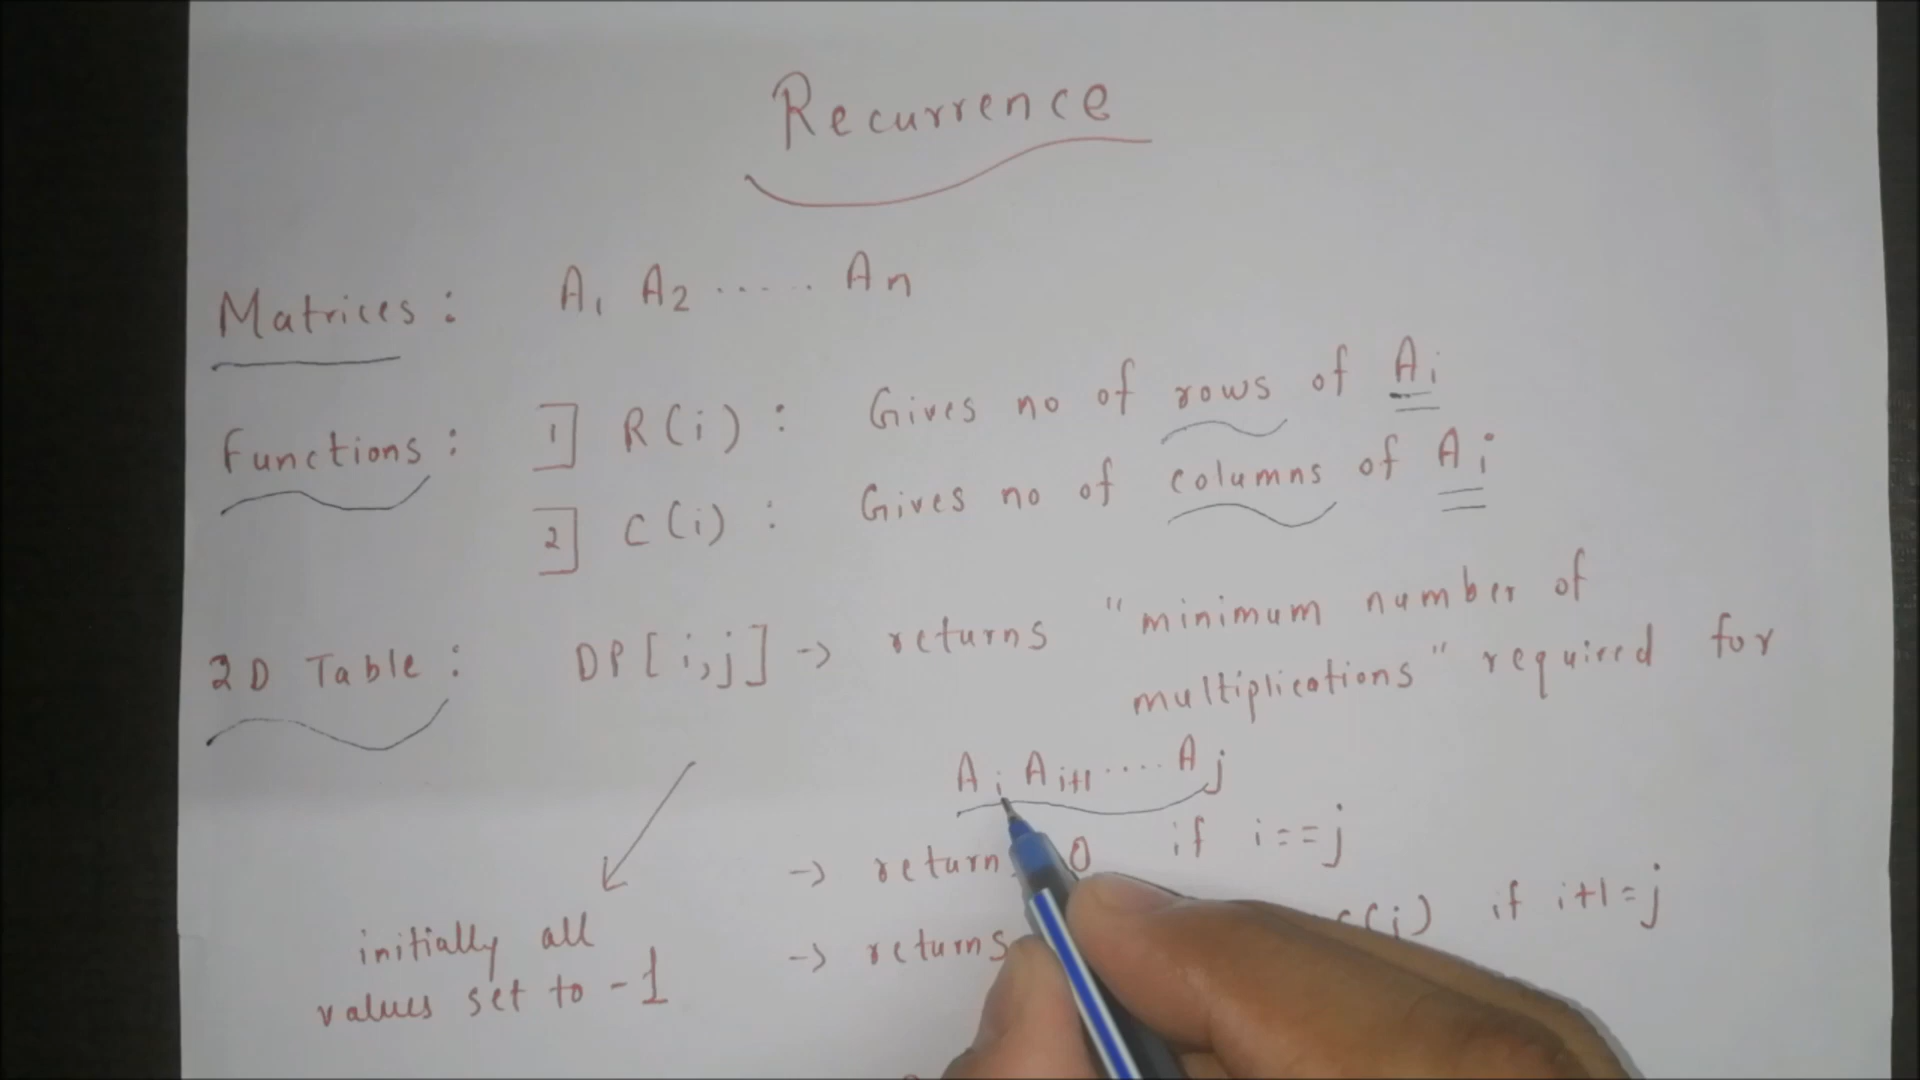 Recurrence
Matrices : A1 A2 ..... An
Functions : 1] R(i) : Gives no of rows of Ai
2] C(i) : Gives no of columns of Ai
2D Table : DP[i,j] -> returns "minimum number of
multiplications" required for
Ai Ai+1 .... Aj
-> returns 0 if i==j
-> returns C(j) if i+1=j
initially all
values set to -1